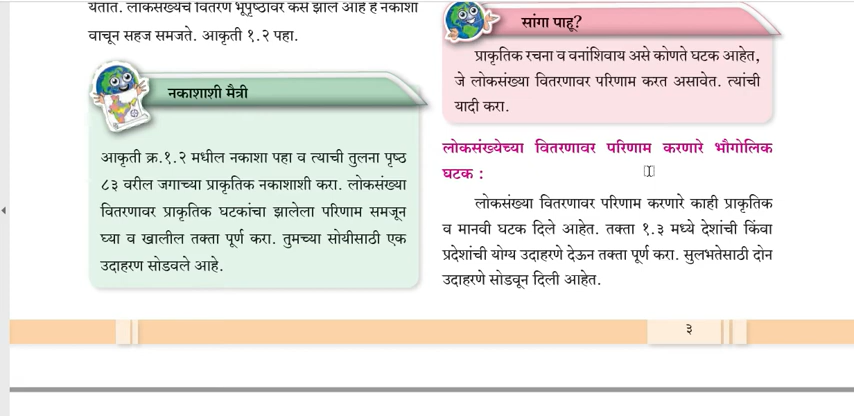 यतात. लोकसंख्येचे वितरण भूपृष्ठावर कसे झाले आहे हे नकाशा
वाचून सहज समजते. आकृती १.२ पहा.
नकाशाशी मैत्री
आकृती क्र.१.२ मधील नकाशा पहा व त्याची तुलना पृष्ठ
८३ वरील जगाच्या प्राकृतिक नकाशाशी करा. लोकसंख्या
वितरणावर प्राकृतिक घटकांचा झालेला परिणाम समजून
घ्या व खालील तक्ता पूर्ण करा. तुमच्या सोयीसाठी एक
उदाहरण सोडवले आहे.
सांगा पाहू?
प्राकृतिक रचना व वनांशिवाय असे कोणते घटक आहेत,
जे लोकसंख्या वितरणावर परिणाम करत असावेत. त्यांची
यादी करा.
लोकसंख्येच्या वितरणावर परिणाम करणारे भौगोलिक
घटक :
लोकसंख्या वितरणावर परिणाम करणारे काही प्राकृतिक
व मानवी घटक दिले आहेत. तक्ता १.३ मध्ये देशांची किंवा
प्रदेशांची योग्य उदाहरणे देऊन तक्ता पूर्ण करा. सुलभतेसाठी दोन
उदाहरणे सोडवून दिली आहेत.
३